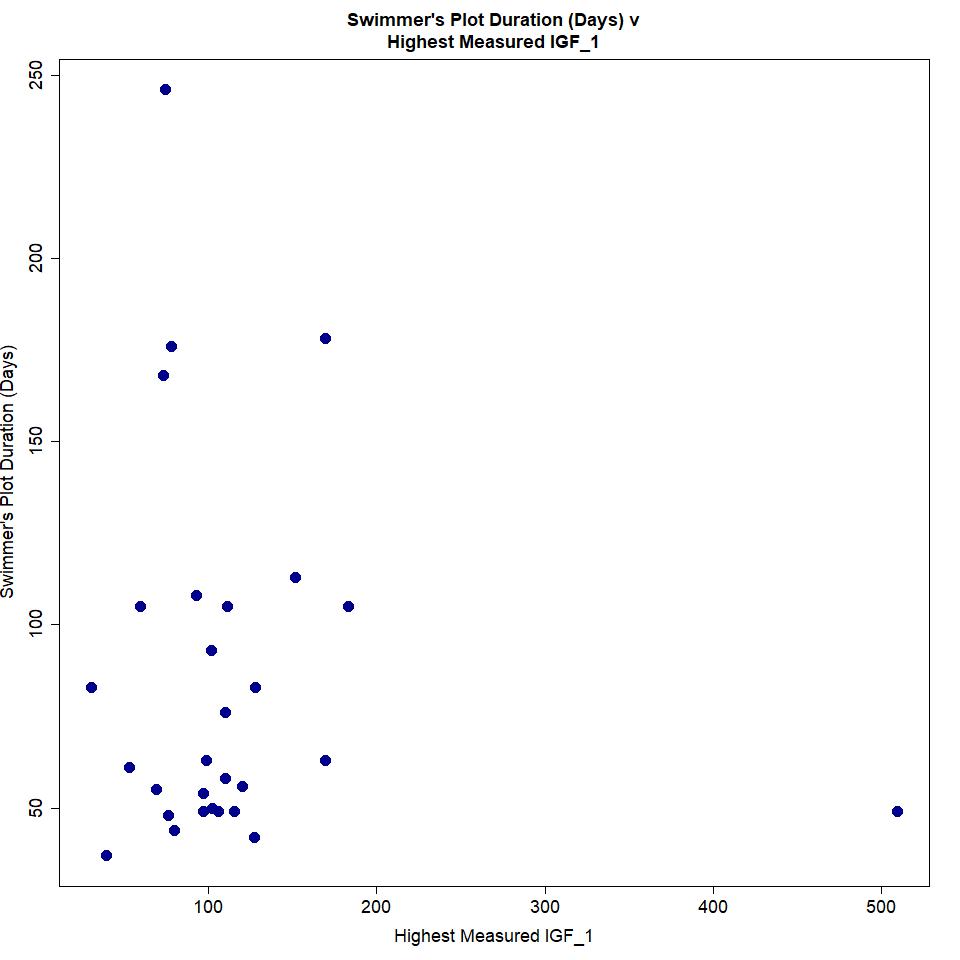 Swimmer's Plot Duration (Days) v
Highest Measured IGF_1
250
200
150
100
50
Swimmer's Plot Duration (Days)
100
200
300
400
500
Highest Measured IGF_1